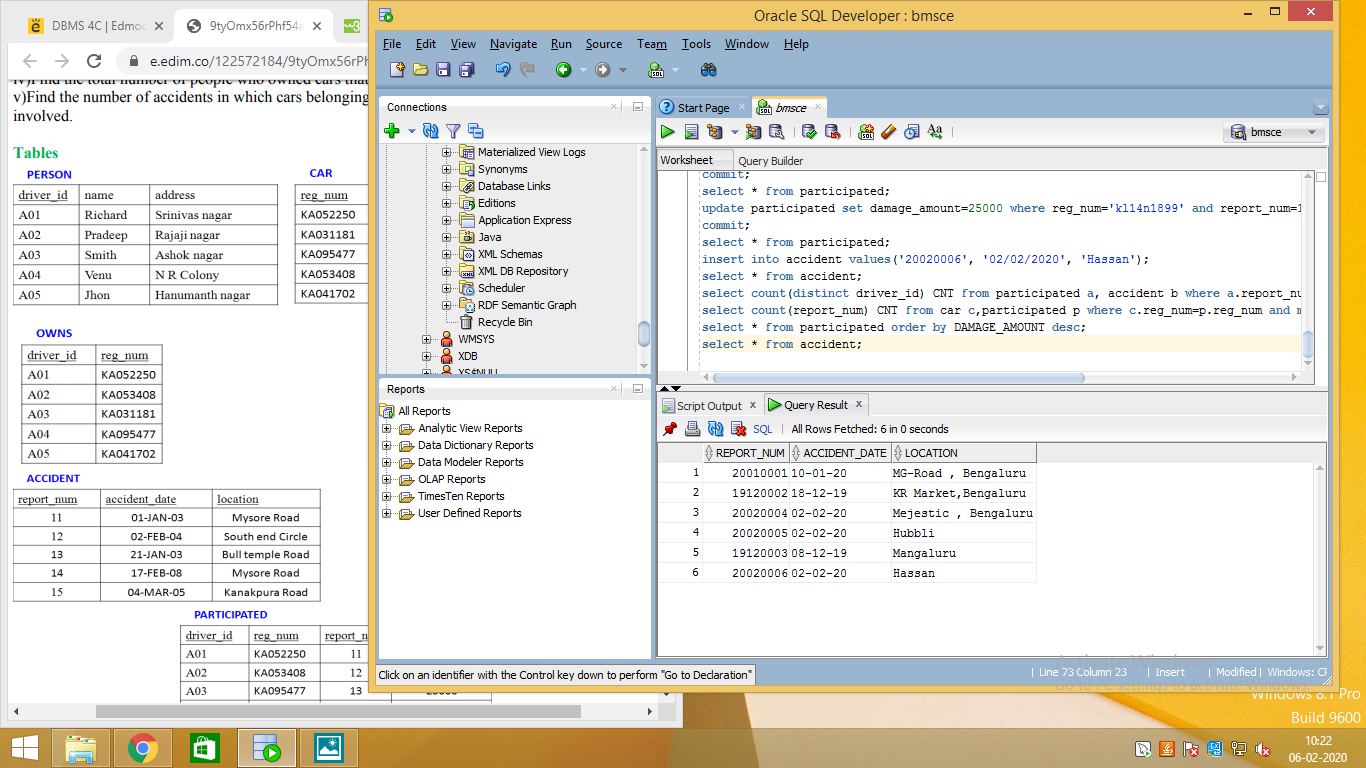 DBMS 4C | Edmod
9tyOmx56rPhf54a
e.edim.co/122572184/9tyOmx56rPh
iv)Find the total number of people who owned cars that
v)Find the number of accidents in which cars belonging
involved.
Tables
PERSON
driver_id name address
A01 Richard Srinivas nagar
A02 Pradeep Rajaji nagar
A03 Smith Ashok nagar
A04 Venu N R Colony
A05 Jhon Hanumanth nagar
CAR
reg_num
KA052250
KA031181
KA095477
KA053408
KA041702
OWNS
driver_id reg_num
A01 KA052250
A02 KA053408
A03 KA031181
A04 KA095477
A05 KA041702
ACCIDENT
report_num accident_date location
11 01-JAN-03 Mysore Road
12 02-FEB-04 South end Circle
13 21-JAN-03 Bull temple Road
14 17-FEB-08 Mysore Road
15 04-MAR-05 Kanakpura Road
PARTICIPATED
driver_id reg_num report_n
A01 KA052250 11
A02 KA053408 12
A03 KA095477 13
Oracle SQL Developer : bmsce
File Edit View Navigate Run Source Team Tools Window Help
Connections
Materialized View Logs
Synonyms
Database Links
Editions
Application Express
Java
XML Schemas
XML DB Repository
Scheduler
RDF Semantic Graph
Recycle Bin
WMSYS
XDB
XS$NULL
Reports
All Reports
Analytic View Reports
Data Dictionary Reports
Data Modeler Reports
OLAP Reports
TimesTen Reports
User Defined Reports
Start Page bmsce
bmsce
Worksheet Query Builder
commit;
select * from participated;
update participated set damage_amount=25000 where reg_num='kl14n1899' and report_num=1
commit;
select * from participated;
insert into accident values('20020006', '02/02/2020', 'Hassan');
select * from accident;
select count(distinct driver_id) CNT from participated a, accident b where a.report_nu
select count(report_num) CNT from car c,participated p where c.reg_num=p.reg_num and m
select * from participated order by DAMAGE_AMOUNT desc;
select * from accident;
Script Output x Query Result x
SQL | All Rows Fetched: 6 in 0 seconds
REPORT_NUM ACCIDENT_DATE LOCATION
1 20010001 10-01-20 MG-Road , Bengaluru
2 19120002 18-12-19 KR Market,Bengaluru
3 20020004 02-02-20 Mejestic , Bengaluru
4 20020005 02-02-20 Hubbli
5 19120003 08-12-19 Mangaluru
6 20020006 02-02-20 Hassan
Click on an identifier with the Control key down to perform "Go to Declaration"
| Line 73 Column 23 | Insert | Modified | Windows: CF
Activate Windows
Go to PC settings to activate Windows.
Windows 8.1 Pro
Build 9600
10:22
06-02-2020